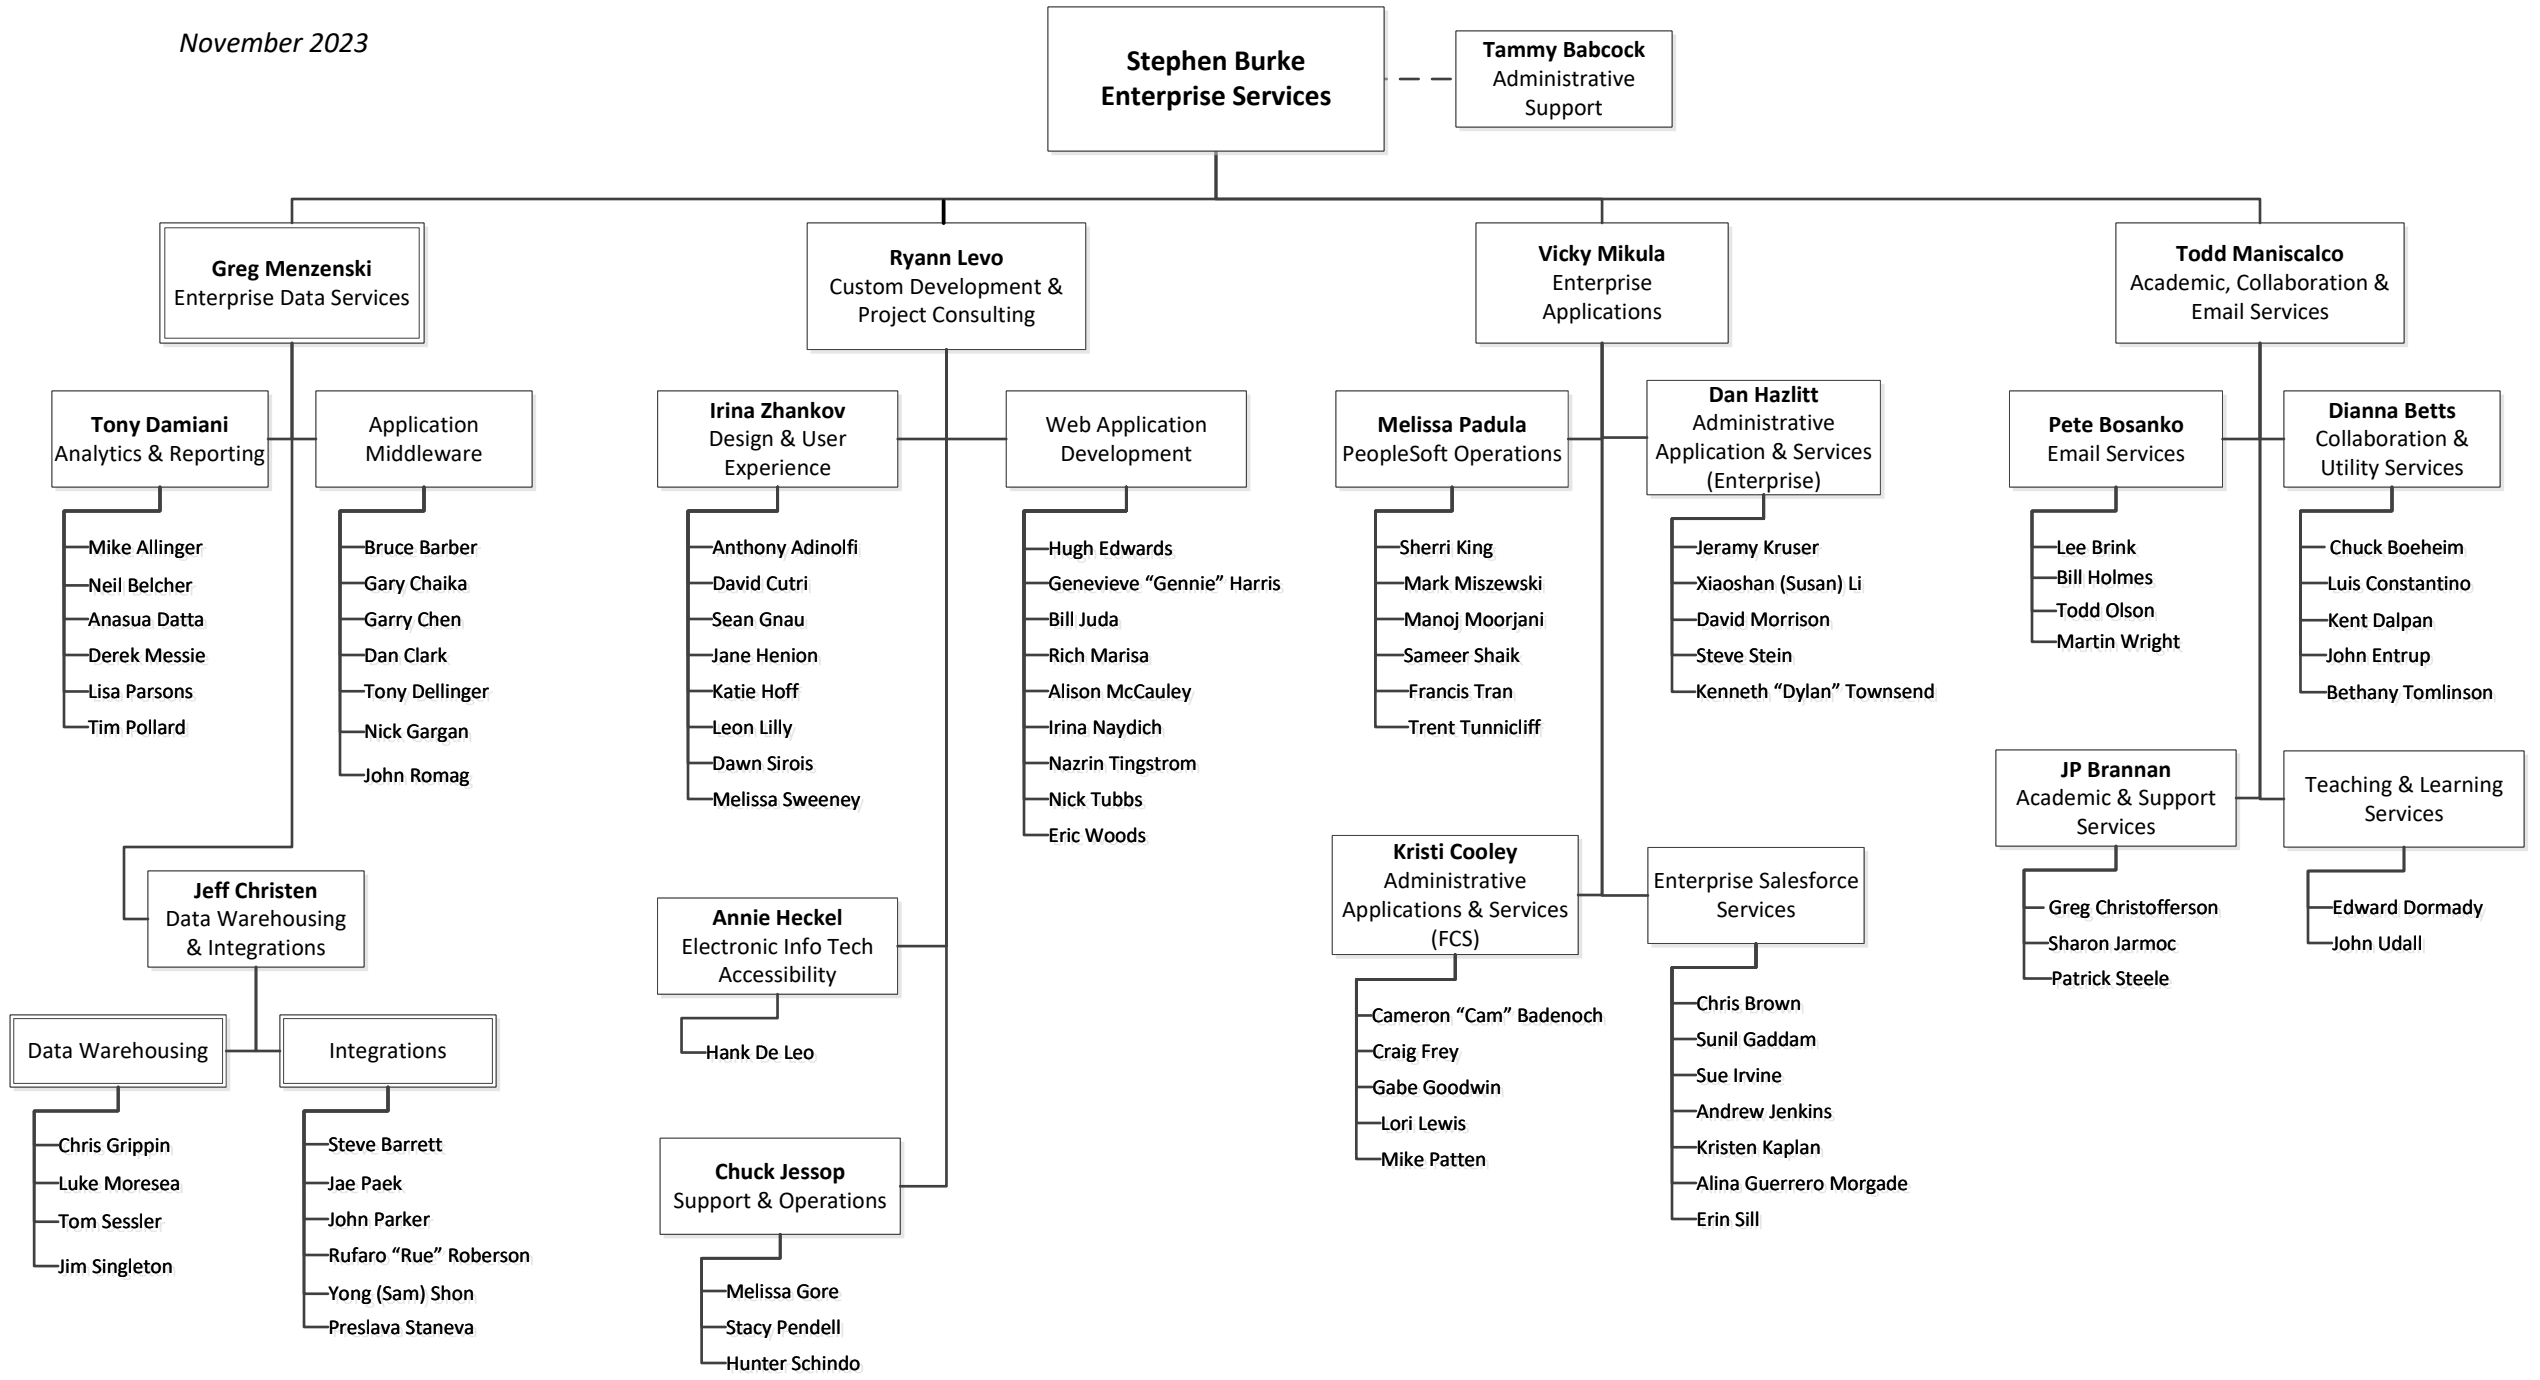 November 2023
Stephen Burke
Enterprise Services
Tammy Babcock
Administrative
Support
Greg Menzenski
Enterprise Data Services
Ryann Levo
Custom Development &
Project Consulting
Vicky Mikula
Enterprise
Applications
Todd Maniscalco
Academic, Collaboration &
Email Services
Tony Damiani
Analytics & Reporting
Mike Allinger
Neil Belcher
Anasua Datta
Derek Messie
Lisa Parsons
Tim Pollard
Application
Middleware
Bruce Barber
Gary Chaika
Garry Chen
Dan Clark
Tony Dellinger
Nick Gargan
John Romag
Jeff Christen
Data Warehousing
& Integrations
Data Warehousing
Chris Grippin
Luke Moresea
Tom Sessler
Jim Singleton
Integrations
Steve Barrett
Jae Paek
John Parker
Rufaro “Rue” Roberson
Yong (Sam) Shon
Preslava Staneva
Irina Zhankov
Design & User
Experience
Anthony Adinolfi
David Cutri
Sean Gnau
Jane Henion
Katie Hoff
Leon Lilly
Dawn Sirois
Melissa Sweeney
Web Application
Development
Hugh Edwards
Genevieve “Gennie” Harris
Bill Juda
Rich Marisa
Alison McCauley
Irina Naydich
Nazrin Tingstrom
Nick Tubbs
Eric Woods
Annie Heckel
Electronic Info Tech
Accessibility
Hank De Leo
Chuck Jessop
Support & Operations
Melissa Gore
Stacy Pendell
Hunter Schindo
Melissa Padula
PeopleSoft Operations
Sherri King
Mark Miszewski
Manoj Moorjani
Sameer Shaik
Francis Tran
Trent Tunnicliff
Dan Hazlitt
Administrative
Application & Services
(Enterprise)
Jeramy Kruser
Xiaoshan (Susan) Li
David Morrison
Steve Stein
Kenneth “Dylan” Townsend
Kristi Cooley
Administrative
Applications & Services
(FCS)
Cameron “Cam” Badenoch
Craig Frey
Gabe Goodwin
Lori Lewis
Mike Patten
Enterprise Salesforce
Services
Chris Brown
Sunil Gaddam
Sue Irvine
Andrew Jenkins
Kristen Kaplan
Alina Guerrero Morgade
Erin Sill
Pete Bosanko
Email Services
Lee Brink
Bill Holmes
Todd Olson
Martin Wright
Dianna Betts
Collaboration &
Utility Services
Chuck Boeheim
Luis Constantino
Kent Dalpan
John Entrup
Bethany Tomlinson
JP Brannan
Academic & Support
Services
Greg Christofferson
Sharon Jarmoc
Patrick Steele
Teaching & Learning
Services
Edward Dormady
John Udall